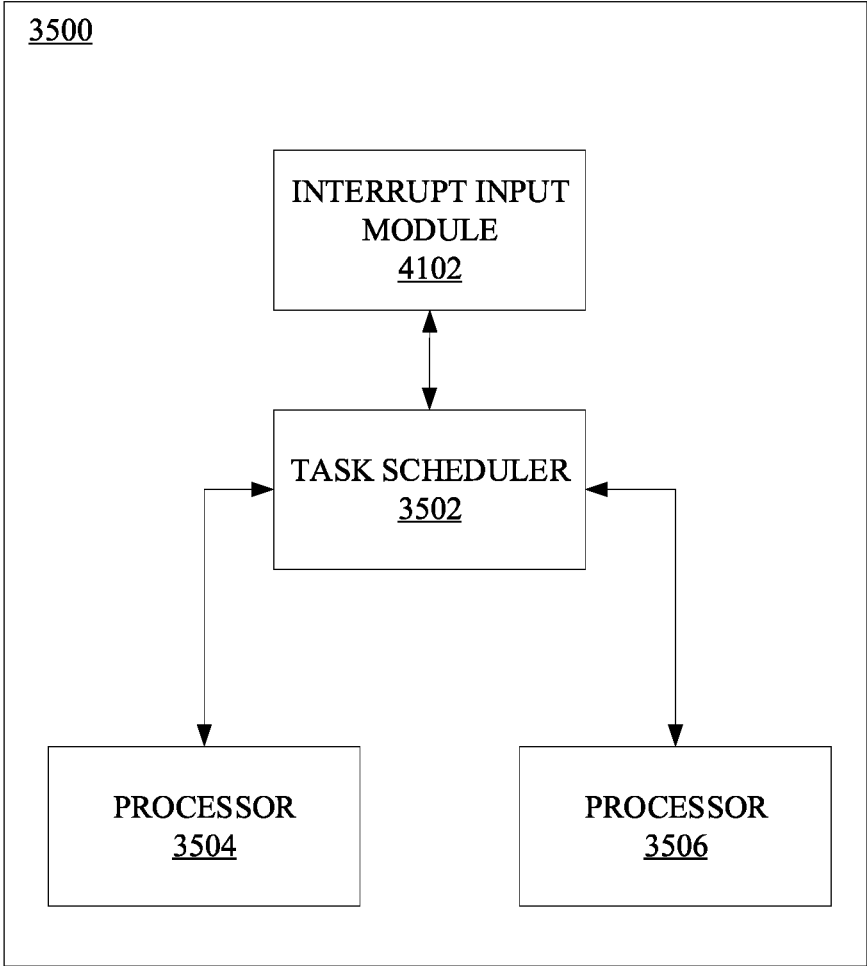 3500
INTERRUPT INPUT
MODULE
4102
TASK SCHEDULER
3502
PROCESSOR
3504
PROCESSOR
3506